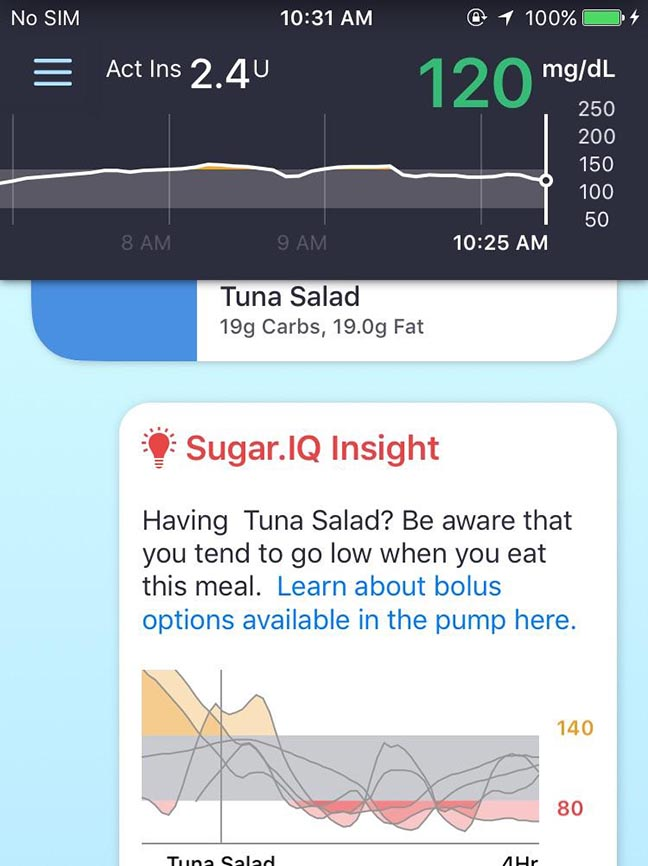 No SIM 10:31 AM 100%
Act Ins 2.4 U 120 mg/dL
250
200
150
100
50
8 AM 9 AM 10:25 AM
Tuna Salad
19g Carbs, 19.0g Fat
Sugar.IQ Insight
Having Tuna Salad? Be aware that
you tend to go low when you eat
this meal. Learn about bolus
options available in the pump here.
140
80
Tuna Salad 4Hr